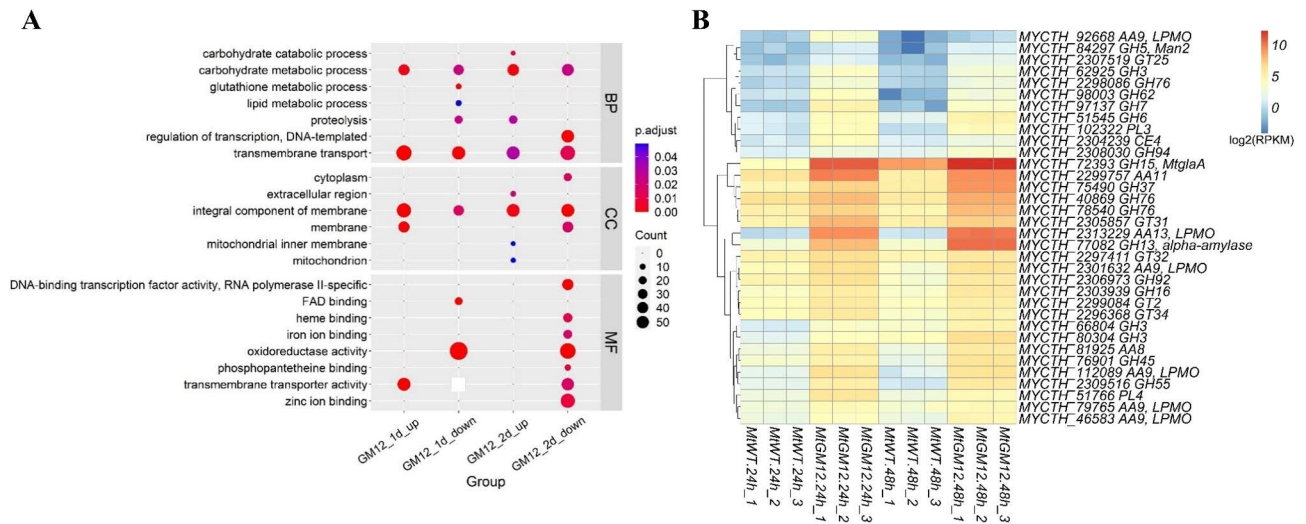 A
carbohydrate catabolic process
carbohydrate metabolic process
glutathione metabolic process
lipid metabolic process
proteolysis
regulation of transcription, DNA-templated
transmembrane transport
BP
cytoplasm
extracellular region
integral component of membrane
membrane
mitochondrial inner membrane
mitochondrion
CC
DNA-binding transcription factor activity, RNA polymerase II-specific
FAD binding
heme binding
iron ion binding
oxidoreductase activity
phosphopantetheine binding
transmembrane transporter activity
zinc ion binding
MF
GM12_1d_up
GM12_1d_down
GM12_2d_up
GM12_2d_down
Group
p.adjust
0.04
0.03
0.02
0.01
0.00
Count
0
10
20
30
40
50
B
MYCTH_92668 AA9, LPMO
MYCTH_84297 GH5, Man2
MYCTH_2307519 GT25
MYCTH_62925 GH3
MYCTH_2298086 GH76
MYCTH_98003 GH62
MYCTH_97137 GH7
MYCTH_51545 GH6
MYCTH_102322 PL3
MYCTH_2304239 CE4
MYCTH_2308030 GH94
MYCTH_72393 GH15, MtglaA
MYCTH_2299757 AA11
MYCTH_75490 GH37
MYCTH_40869 GH76
MYCTH_78540 GH76
MYCTH_2305857 GT31
MYCTH_2313229 AA13, LPMO
MYCTH_77082 GH13, alpha-amylase
MYCTH_2297411 GT32
MYCTH_2301632 AA9, LPMO
MYCTH_2306973 GH92
MYCTH_2303939 GH16
MYCTH_2299084 GT2
MYCTH_2296368 GT34
MYCTH_66804 GH3
MYCTH_80304 GH3
MYCTH_81925 AA8
MYCTH_76901 GH45
MYCTH_112089 AA9, LPMO
MYCTH_2309516 GH55
MYCTH_51766 PL4
MYCTH_79765 AA9, LPMO
MYCTH_46583 AA9, LPMO
MtWT.24h_1
MtWT.24h_2
MtWT.24h_3
MtGM12.24h_1
MtGM12.24h_2
MtGM12.24h_3
MtWT.48h_1
MtWT.48h_2
MtWT.48h_3
MtGM12.48h_1
MtGM12.48h_2
MtGM12.48h_3
10
5
0
log2(RPKM)